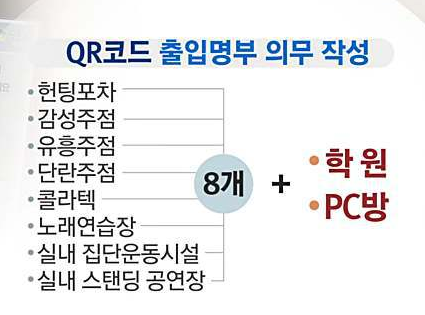 QR코드 출입명부 의무 작성
• 헌팅포차
• 감성주점
• 유흥주점
• 단란주점
• 콜라텍
• 노래연습장
• 실내 집단운동시설
• 실내 스탠딩 공연장
8개
+
• 학 원
• PC방